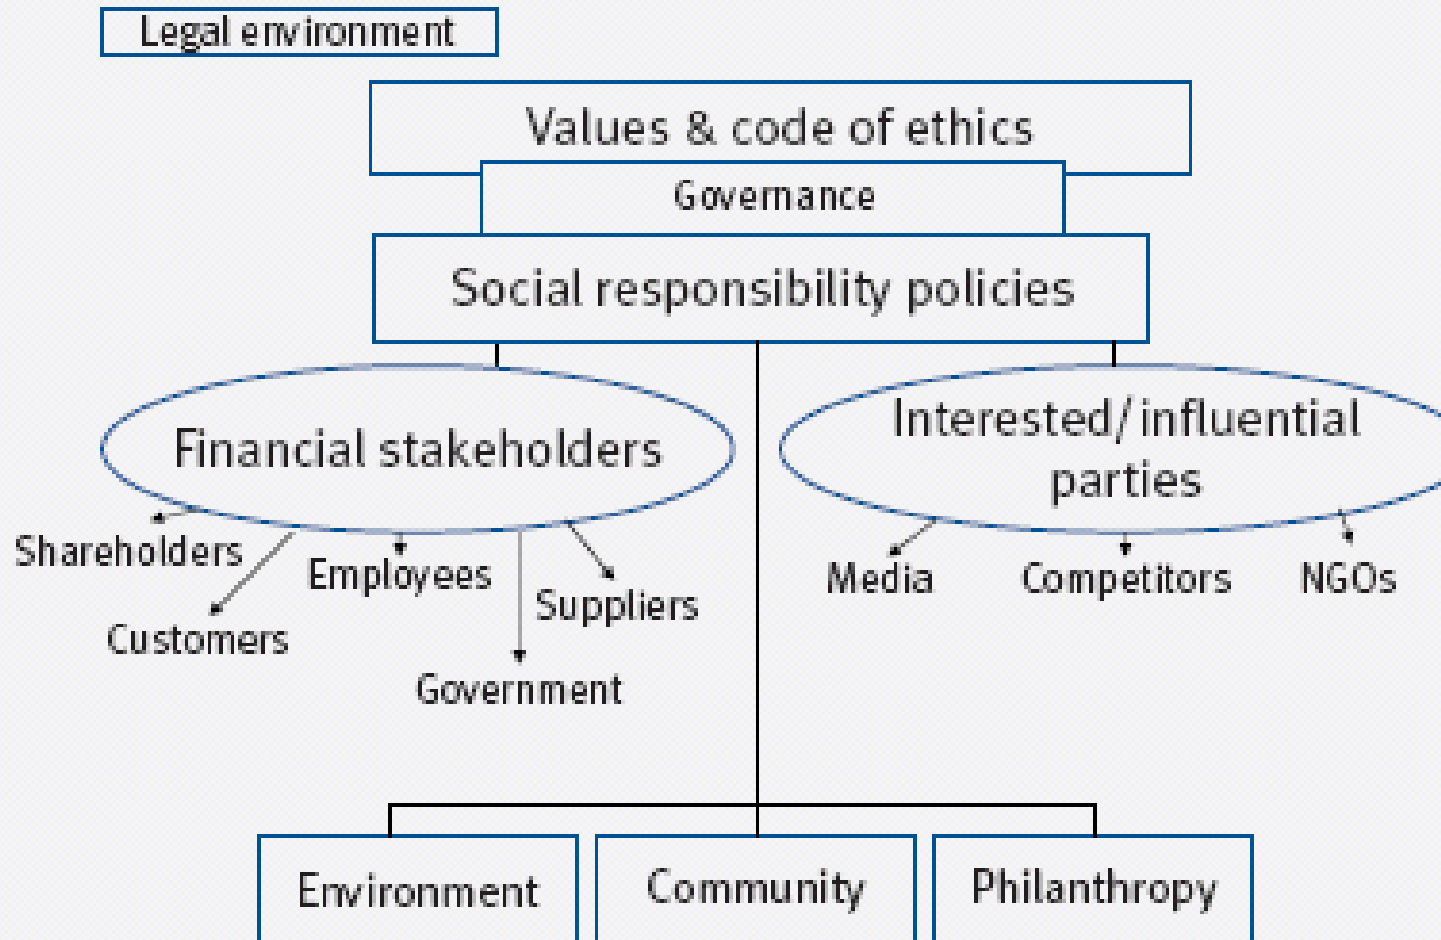 Legal environment
Values & code of ethics
Governance
Social responsibility policies
Financial stakeholders
Interested/influential
parties
Shareholders
Employees
Suppliers
Customers
Government
Media
Competitors
NGOs
Environment
Community
Philanthropy